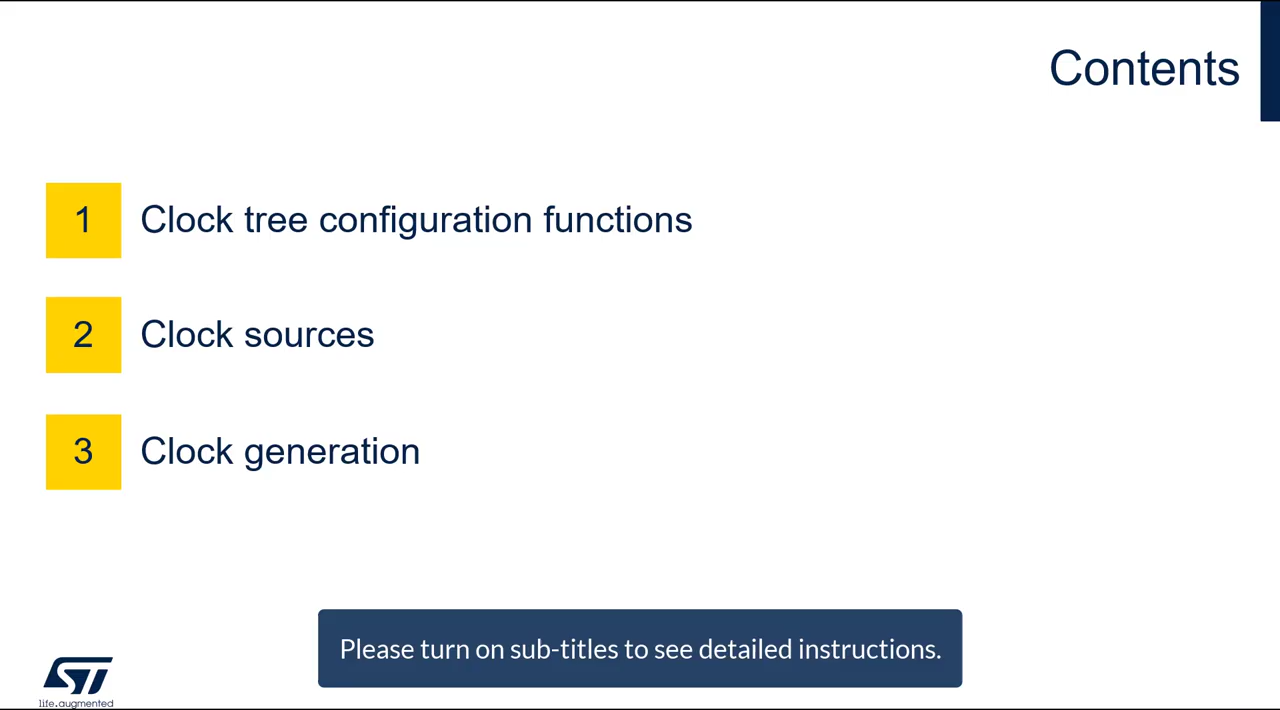 Contents
1 Clock tree configuration functions
2 Clock sources
3 Clock generation
Please turn on sub-titles to see detailed instructions.
ST
life.augmented